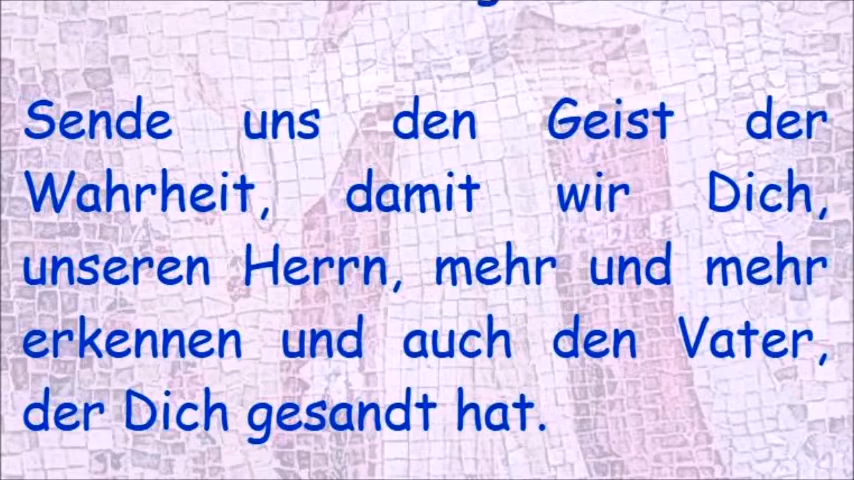 Sende uns den Geist der
Wahrheit, damit wir Dich,
unseren Herrn, mehr und mehr
erkennen und auch den Vater,
der Dich gesandt hat.